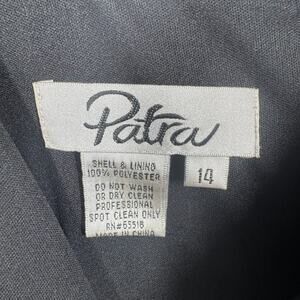 Patra
SHELL & LINING
100% POLYESTER
DO NOT WASH
OR DRY CLEAN
PROFESSIONAL
SPOT CLEAN ONLY
RN#65518
MADE IN CHINA
14